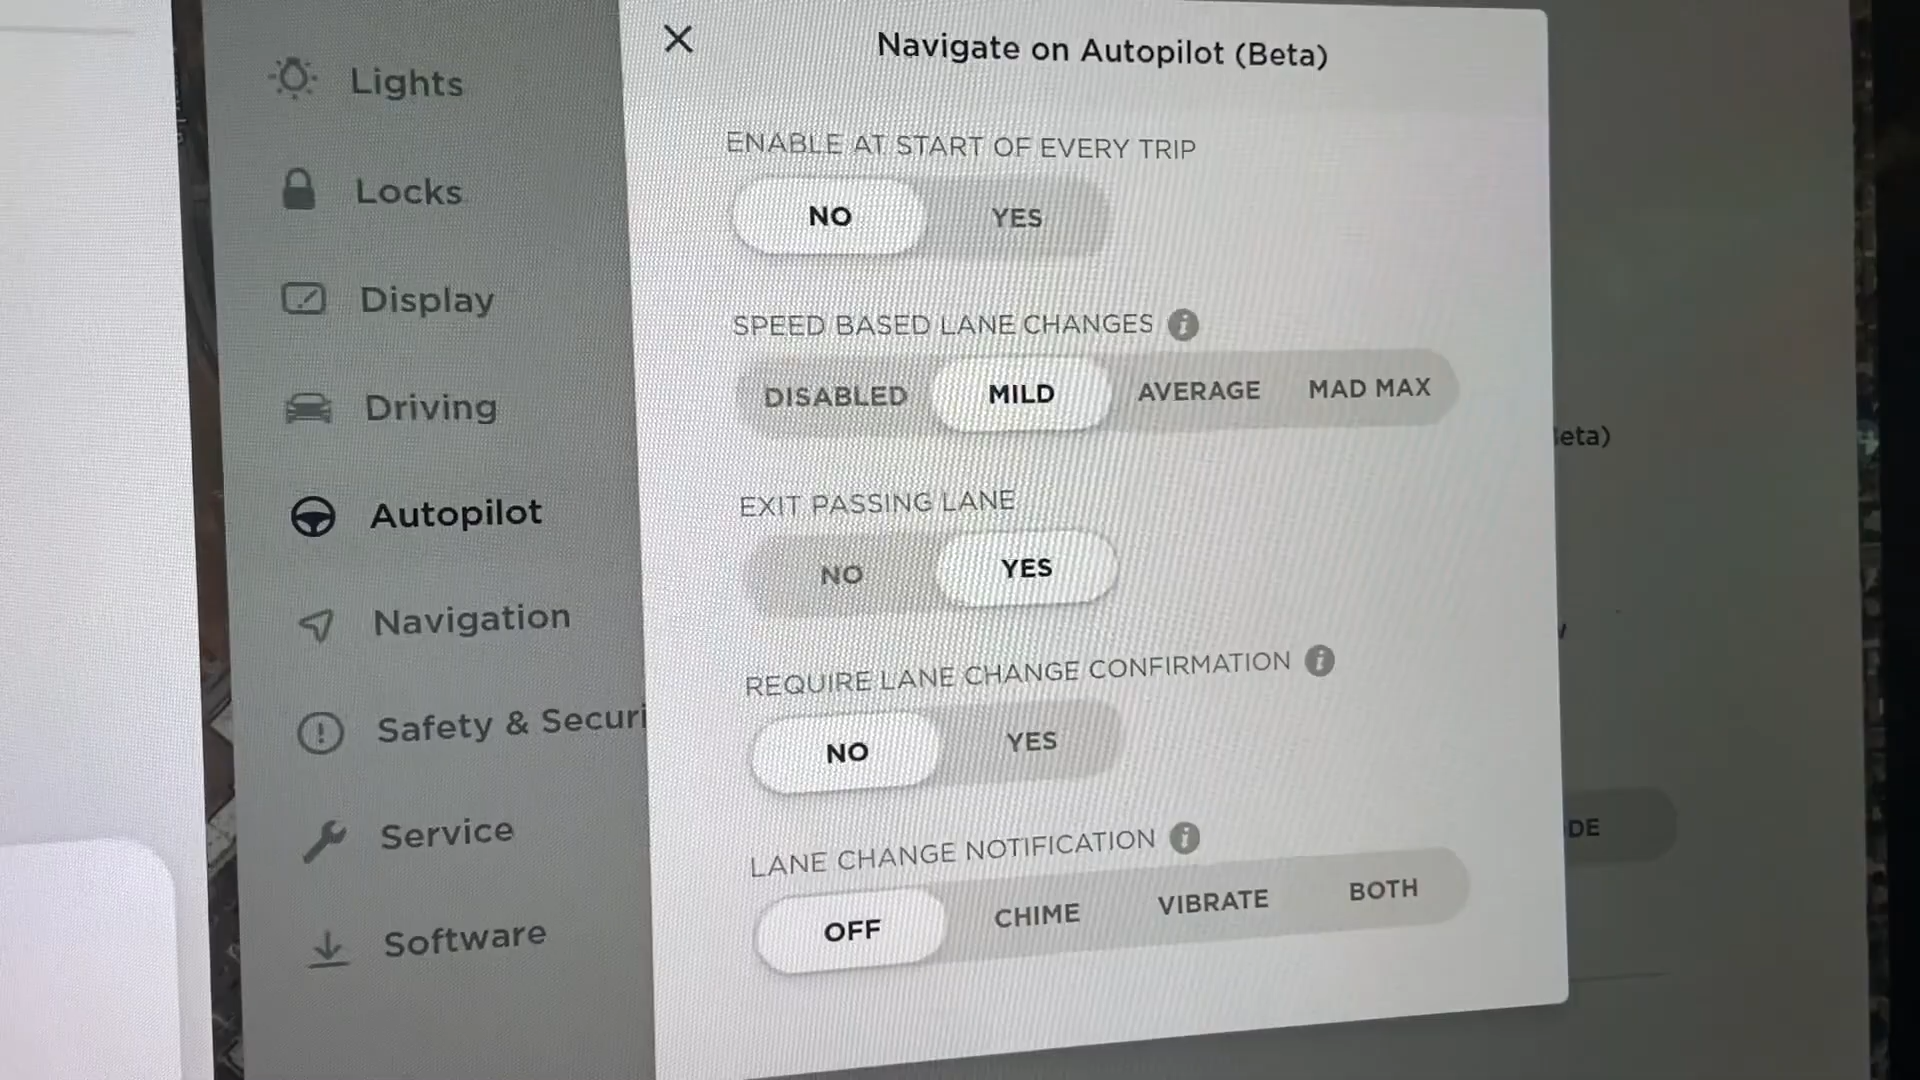 Lights
Locks
Display
Driving
Autopilot
Navigation
Safety & Securi
Service
Software
Navigate on Autopilot (Beta)
ENABLE AT START OF EVERY TRIP
NO YES
SPEED BASED LANE CHANGES
DISABLED MILD AVERAGE MAD MAX
EXIT PASSING LANE
NO YES
REQUIRE LANE CHANGE CONFIRMATION
NO YES
LANE CHANGE NOTIFICATION
OFF CHIME VIBRATE BOTH
eta)
DE